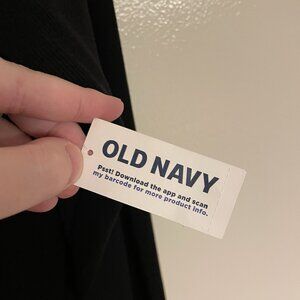 OLD NAVY
Psst! Download the app and scan
my barcode for more product info.